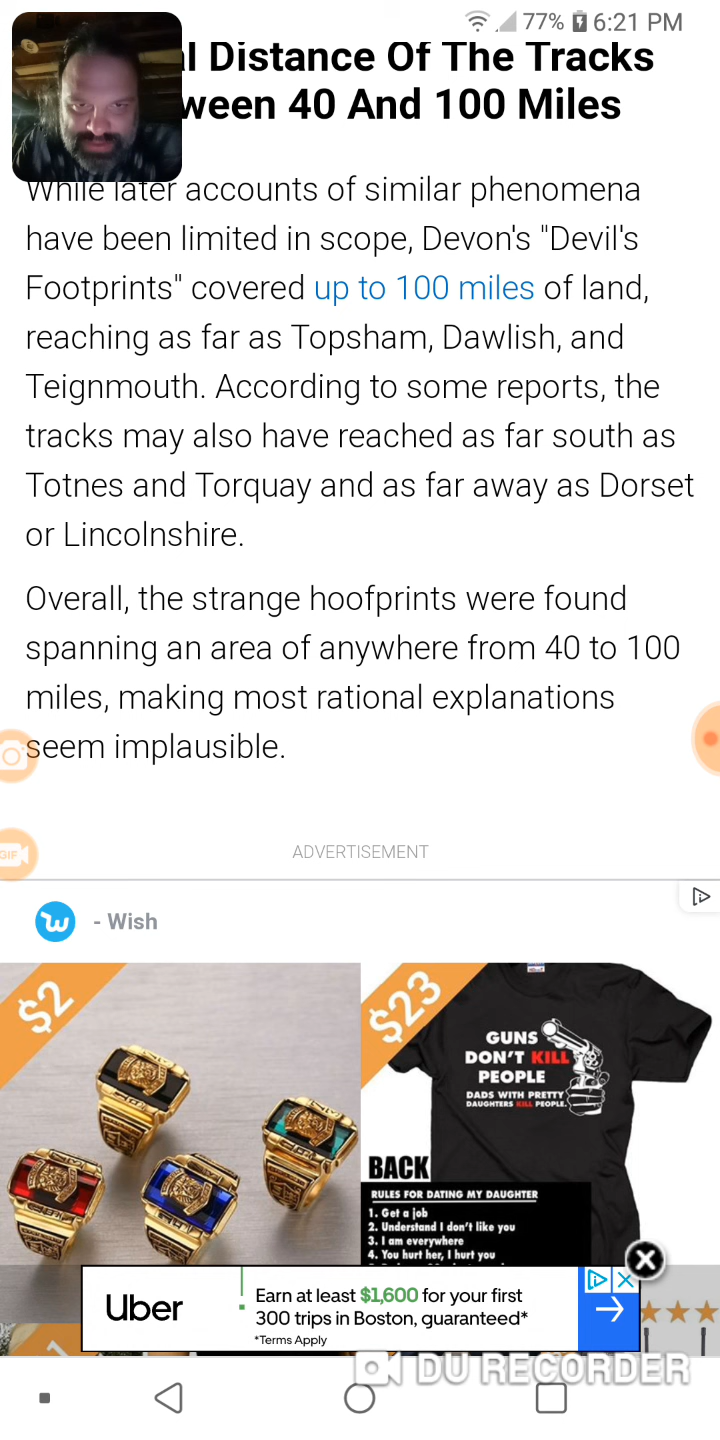 77% 6:21 PM
l Distance Of The Tracks
ween 40 And 100 Miles
While later accounts of similar phenomena
have been limited in scope, Devon's "Devil's
Footprints" covered up to 100 miles of land,
reaching as far as Topsham, Dawlish, and
Teignmouth. According to some reports, the
tracks may also have reached as far south as
Totnes and Torquay and as far away as Dorset
or Lincolnshire.
Overall, the strange hoofprints were found
spanning an area of anywhere from 40 to 100
miles, making most rational explanations
seem implausible.
GIF
ADVERTISEMENT
w - Wish
$2
$23
GUNS
DON'T KILL
PEOPLE
DADS WITH PRETTY
DAUGHTERS KILL PEOPLE.
BACK
RULES FOR DATING MY DAUGHTER
1. Get a job
2. Understand I don't like you
3. I am everywhere
4. You hurt her, I hurt you
Uber
Earn at least $1,600 for your first
300 trips in Boston, guaranteed*
*Terms Apply
DU RECORDER